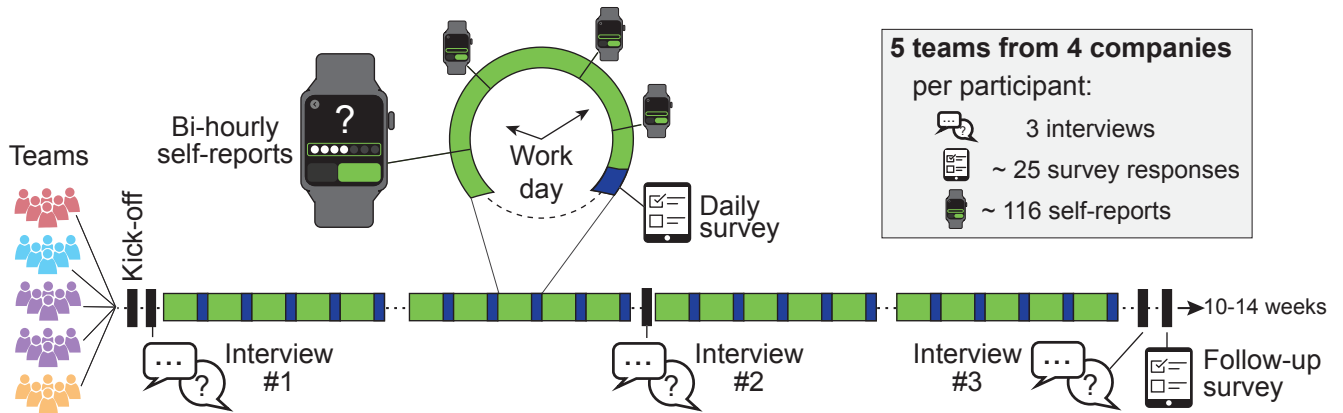 Teams
Kick-off
Bi-hourly
self-reports
?
Work
day
Daily
survey
5 teams from 4 companies
per participant:
...
?
3 interviews
~ 25 survey responses
~ 116 self-reports
10-14 weeks
...
?
Interview
#1
...
?
Interview
#2
Interview
#3
...
?
Follow-up
survey